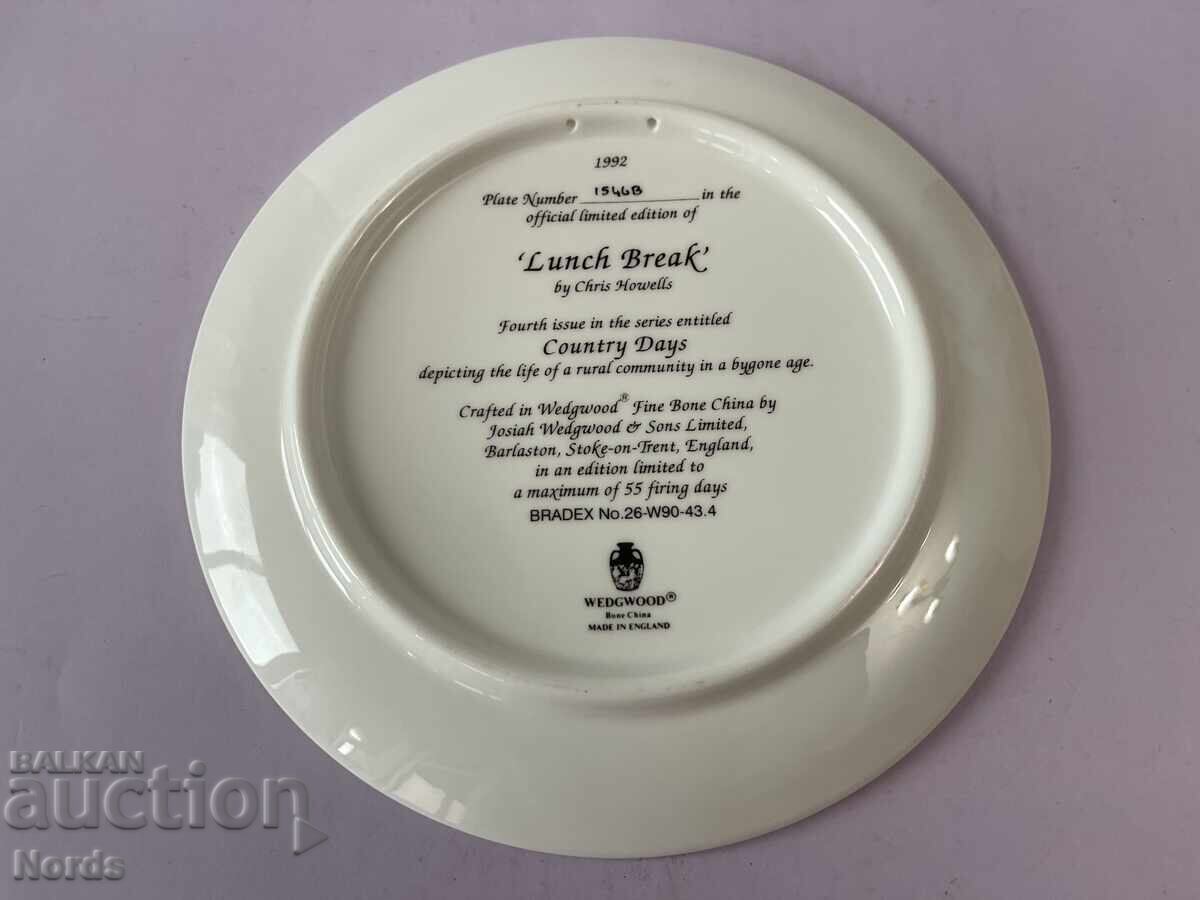 1992
Plate Number 1546B in the
official limited edition of
'Lunch Break'
by Chris Howells
Fourth issue in the series entitled
Country Days
depicting the life of a rural community in a bygone age.
Crafted in Wedgwood® Fine Bone China by
Josiah Wedgwood & Sons Limited,
Barlaston, Stoke-on-Trent, England,
in an edition limited to
a maximum of 55 firing days
BRADEX No.26-W90-43.4
WEDGWOOD®
Bone China
MADE IN ENGLAND
BALKAN
auction
Nords